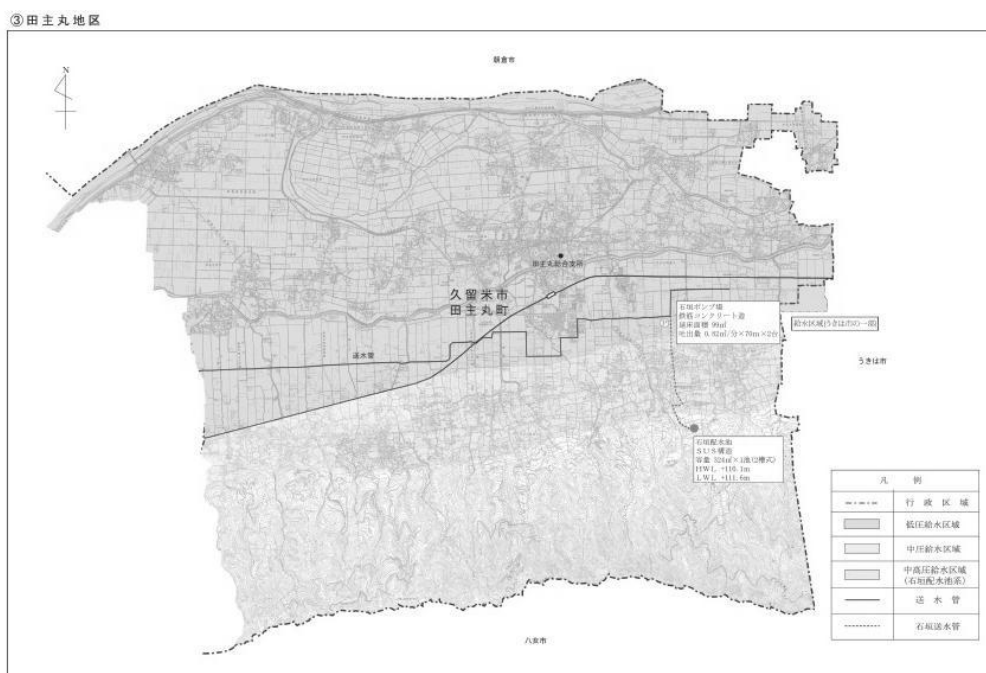 ③田主丸地区
朝倉市
N
田主丸総合支所
久留米市
田主丸町
石垣ポンプ場
鉄筋コンクリート造
延床面積 99㎡
吐出量 0.82㎥/分×70m×2台
給水区域(うきは市の一部)
うきは市
送水管
石垣配水池
SUS構造
容量 324㎥×1池(2槽式)
HWL +116.1m
LWL +111.6m
凡 例
行政区域
低圧給水区域
中圧給水区域
中高圧給水区域
(石垣配水池系)
送水管
石垣送水管
八女市